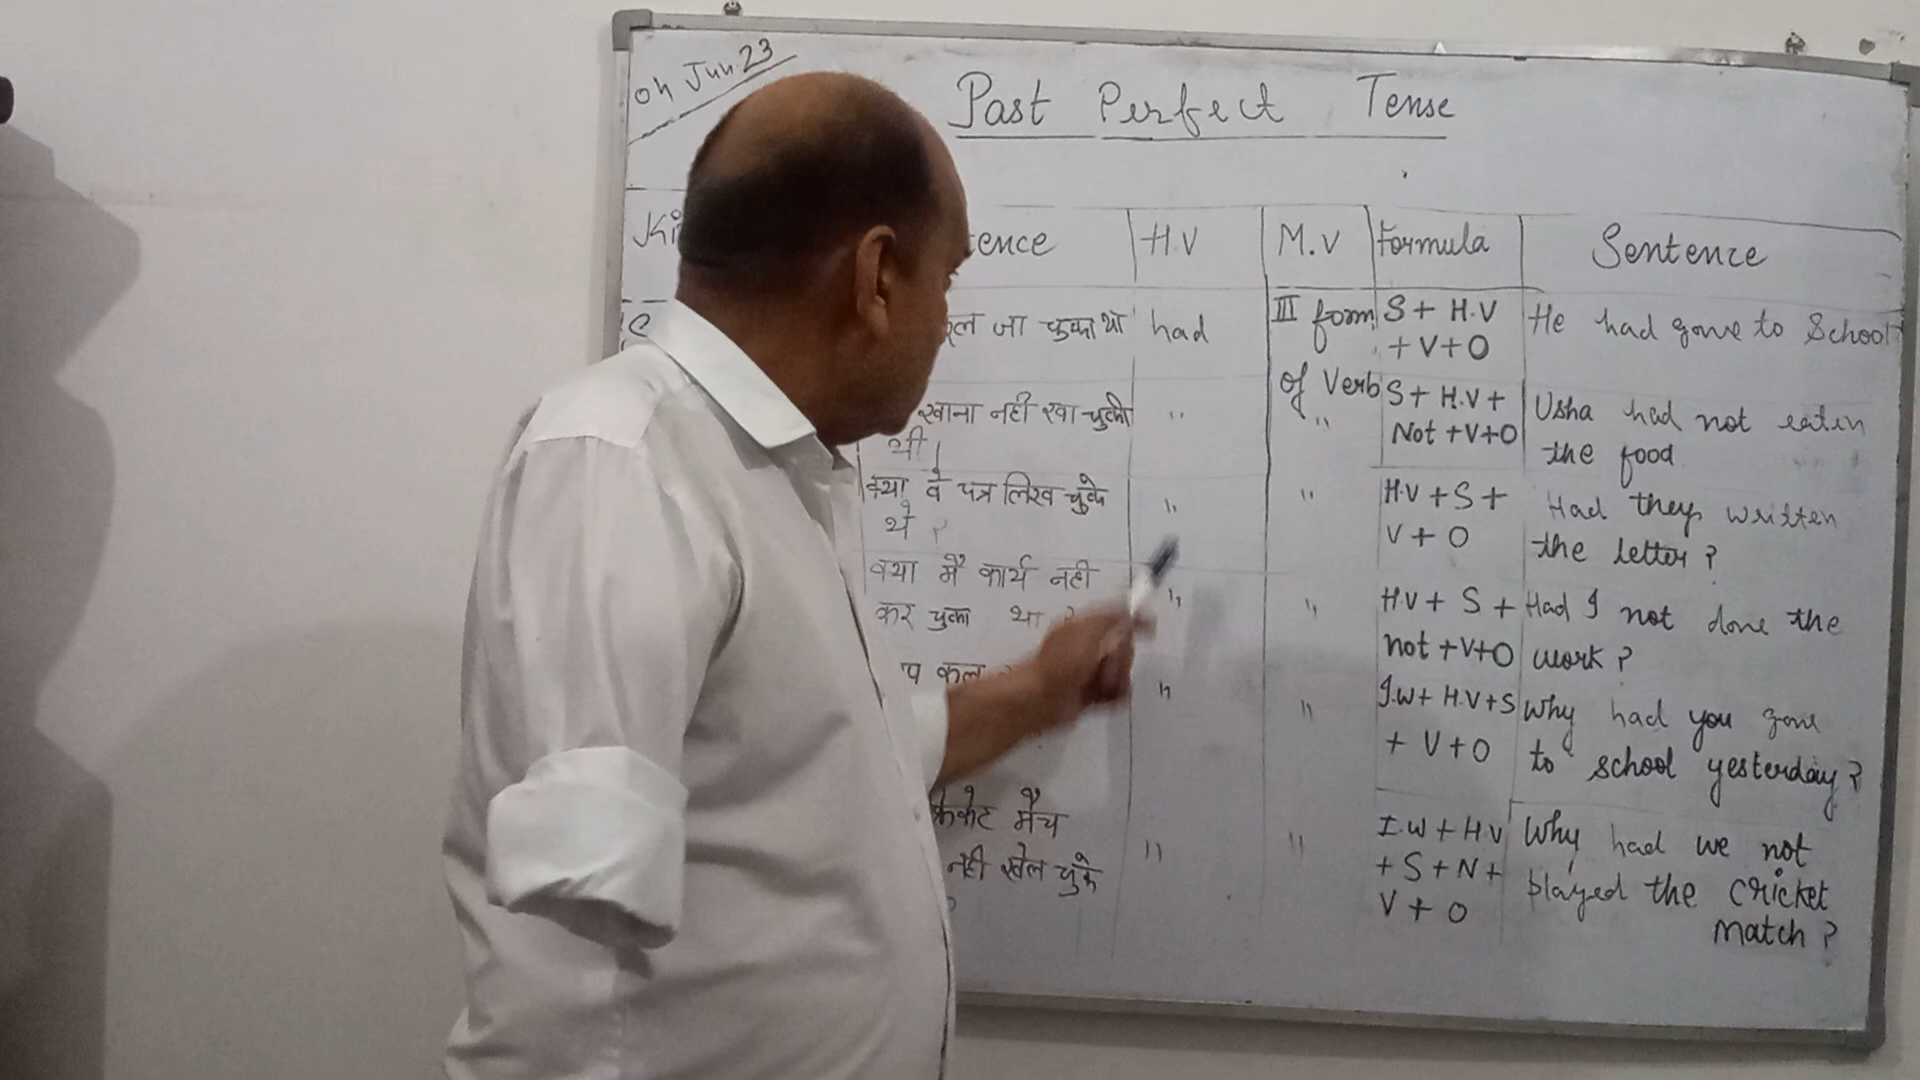 04 Jun 23
Past Perfect Tense
ence H.V M.V Formula Sentence
जा चुका था had III form S + H.V He had gone to School
+ V+O
of Verb S + H.V + Usha had not eaten
खाना नही खा चुकी " " Not +V+O the food
थी।
क्या वे पत्र लिख चुके " " H.V + S + Had they written
थे ? V + O the letter ?
क्या मै कार्य नही " " H.V + S + Had I not done the
कर चुका था ? not +V+O work ?
कल " " I.W + H.V + S Why had you gone
+ V+O to school yesterday ?
मैच " " I.W + H V Why had we not
नही खेल चुके + S + N + played the cricket
V + O match ?